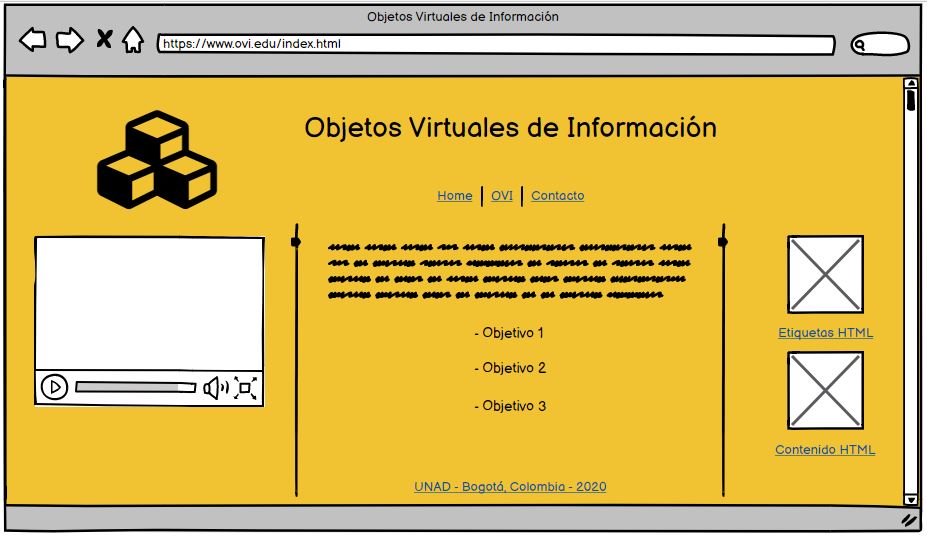 Objetos Virtuales de Información
https://www.ovi.edu/index.html
Objetos Virtuales de Información
Home | OVI | Contacto
- Objetivo 1
- Objetivo 2
- Objetivo 3
Etiquetas HTML
Contenido HTML
UNAD - Bogotá, Colombia - 2020